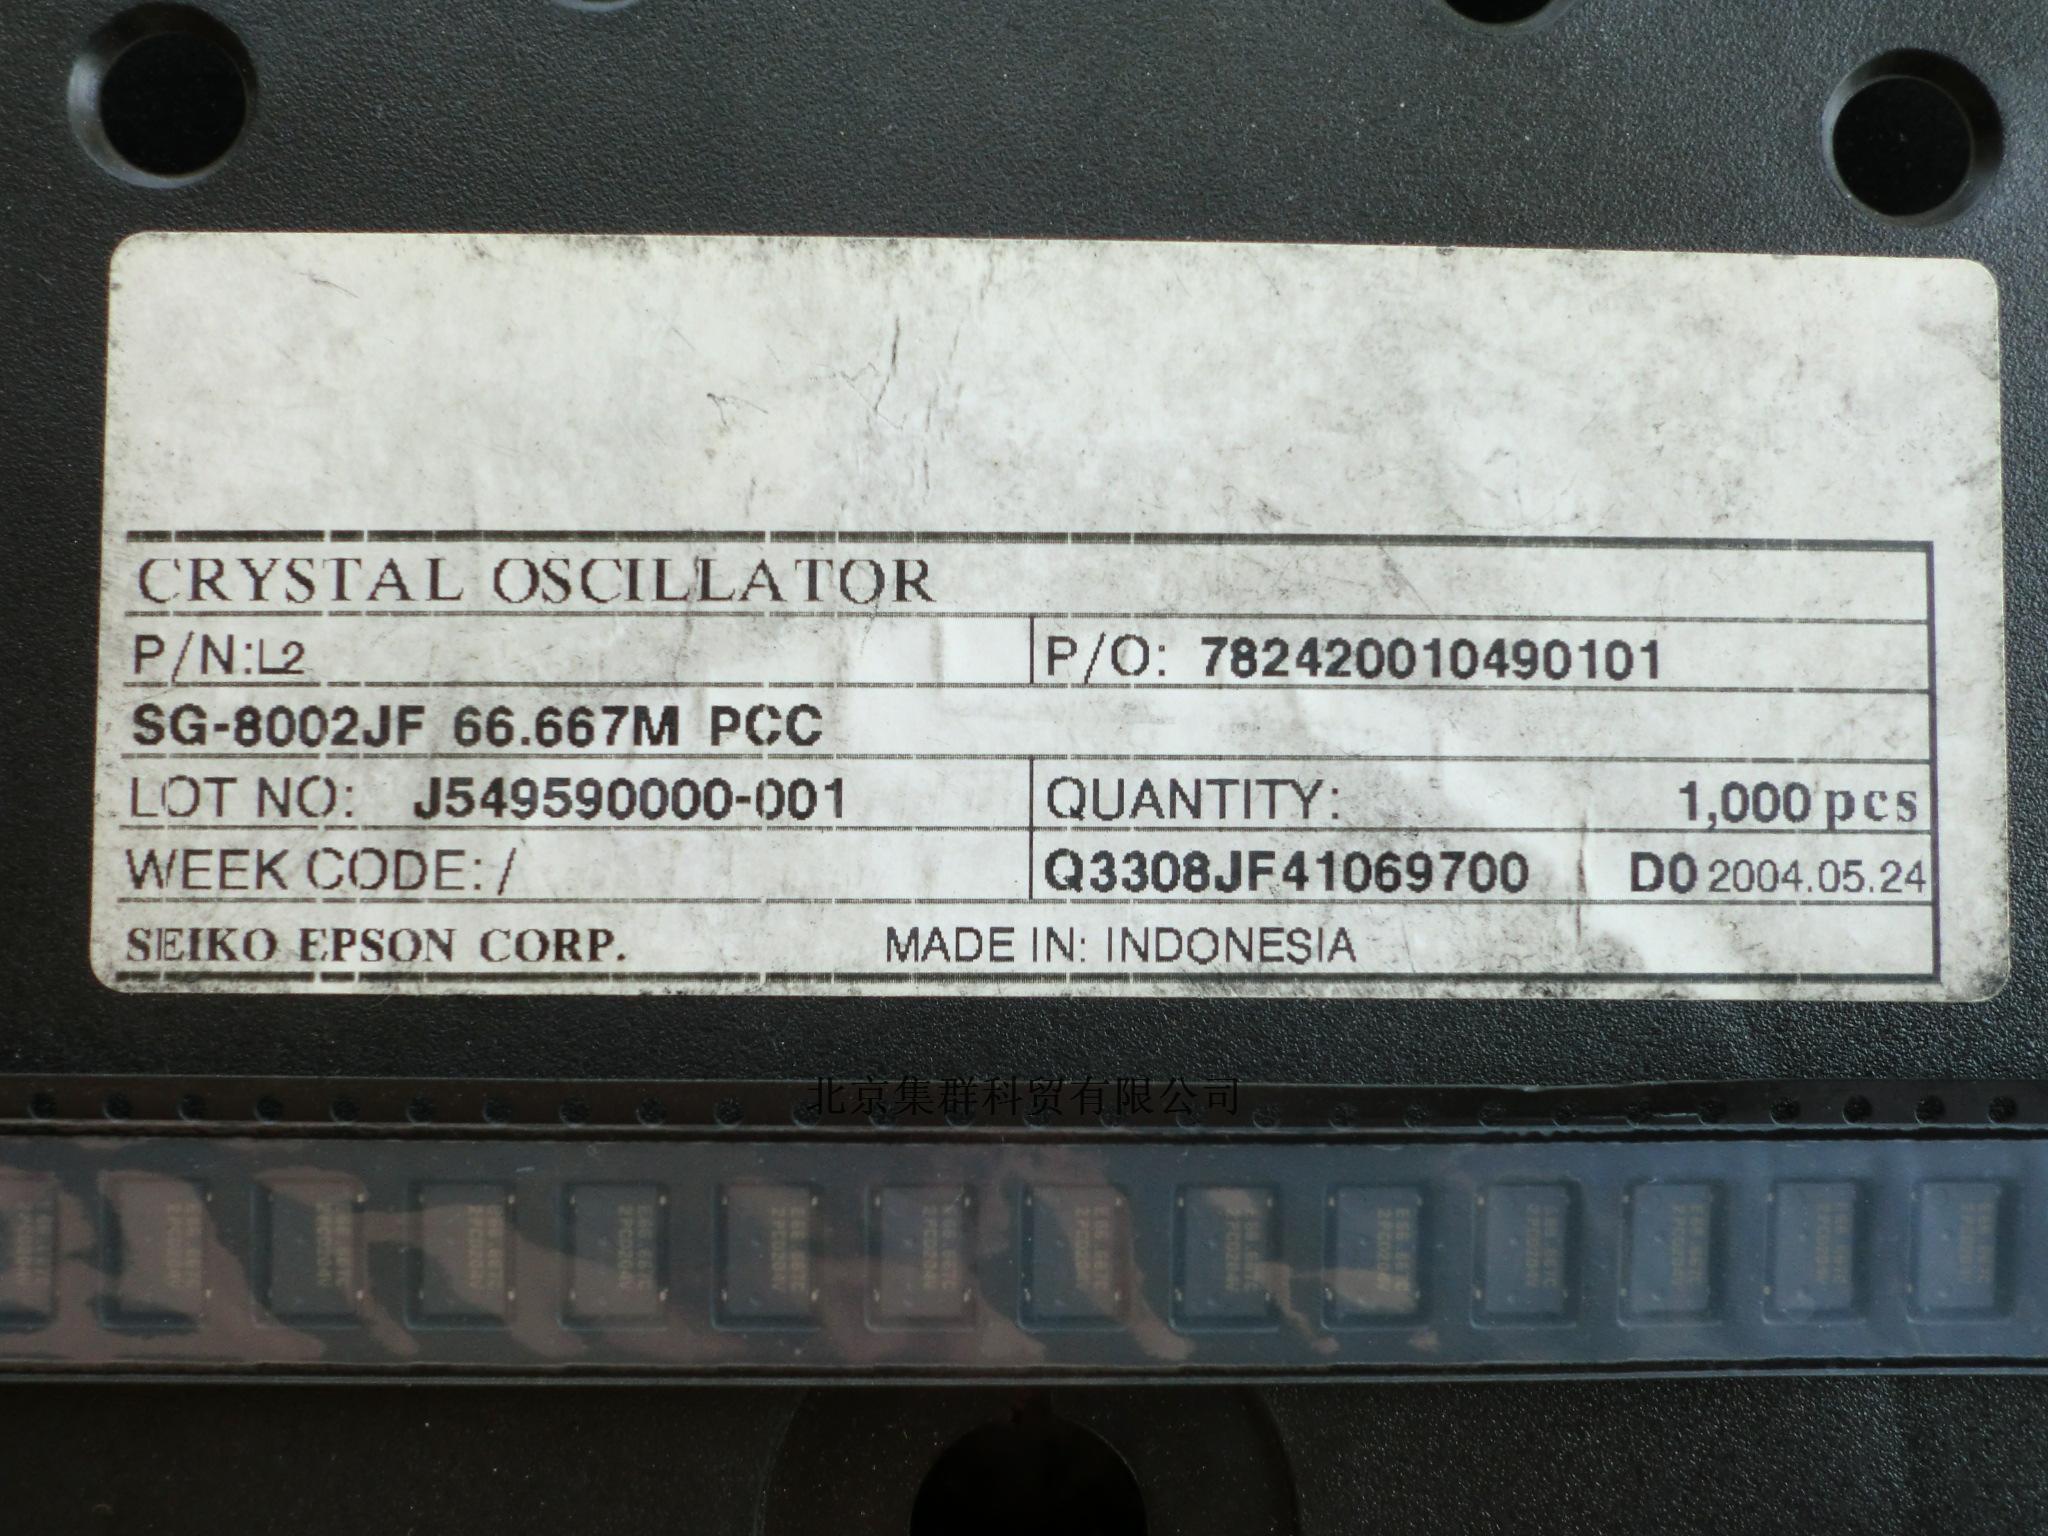 CRYSTAL OSCILLATOR
P/N:L2 P/O: 782420010490101
SG-8002JF 66.667M PCC
LOT NO: J549590000-001 QUANTITY: 1,000 pcs
WEEK CODE: / Q3308JF41069700 D0 2004.05.24
SEIKO EPSON CORP. MADE IN: INDONESIA
北京集群科贸有限公司